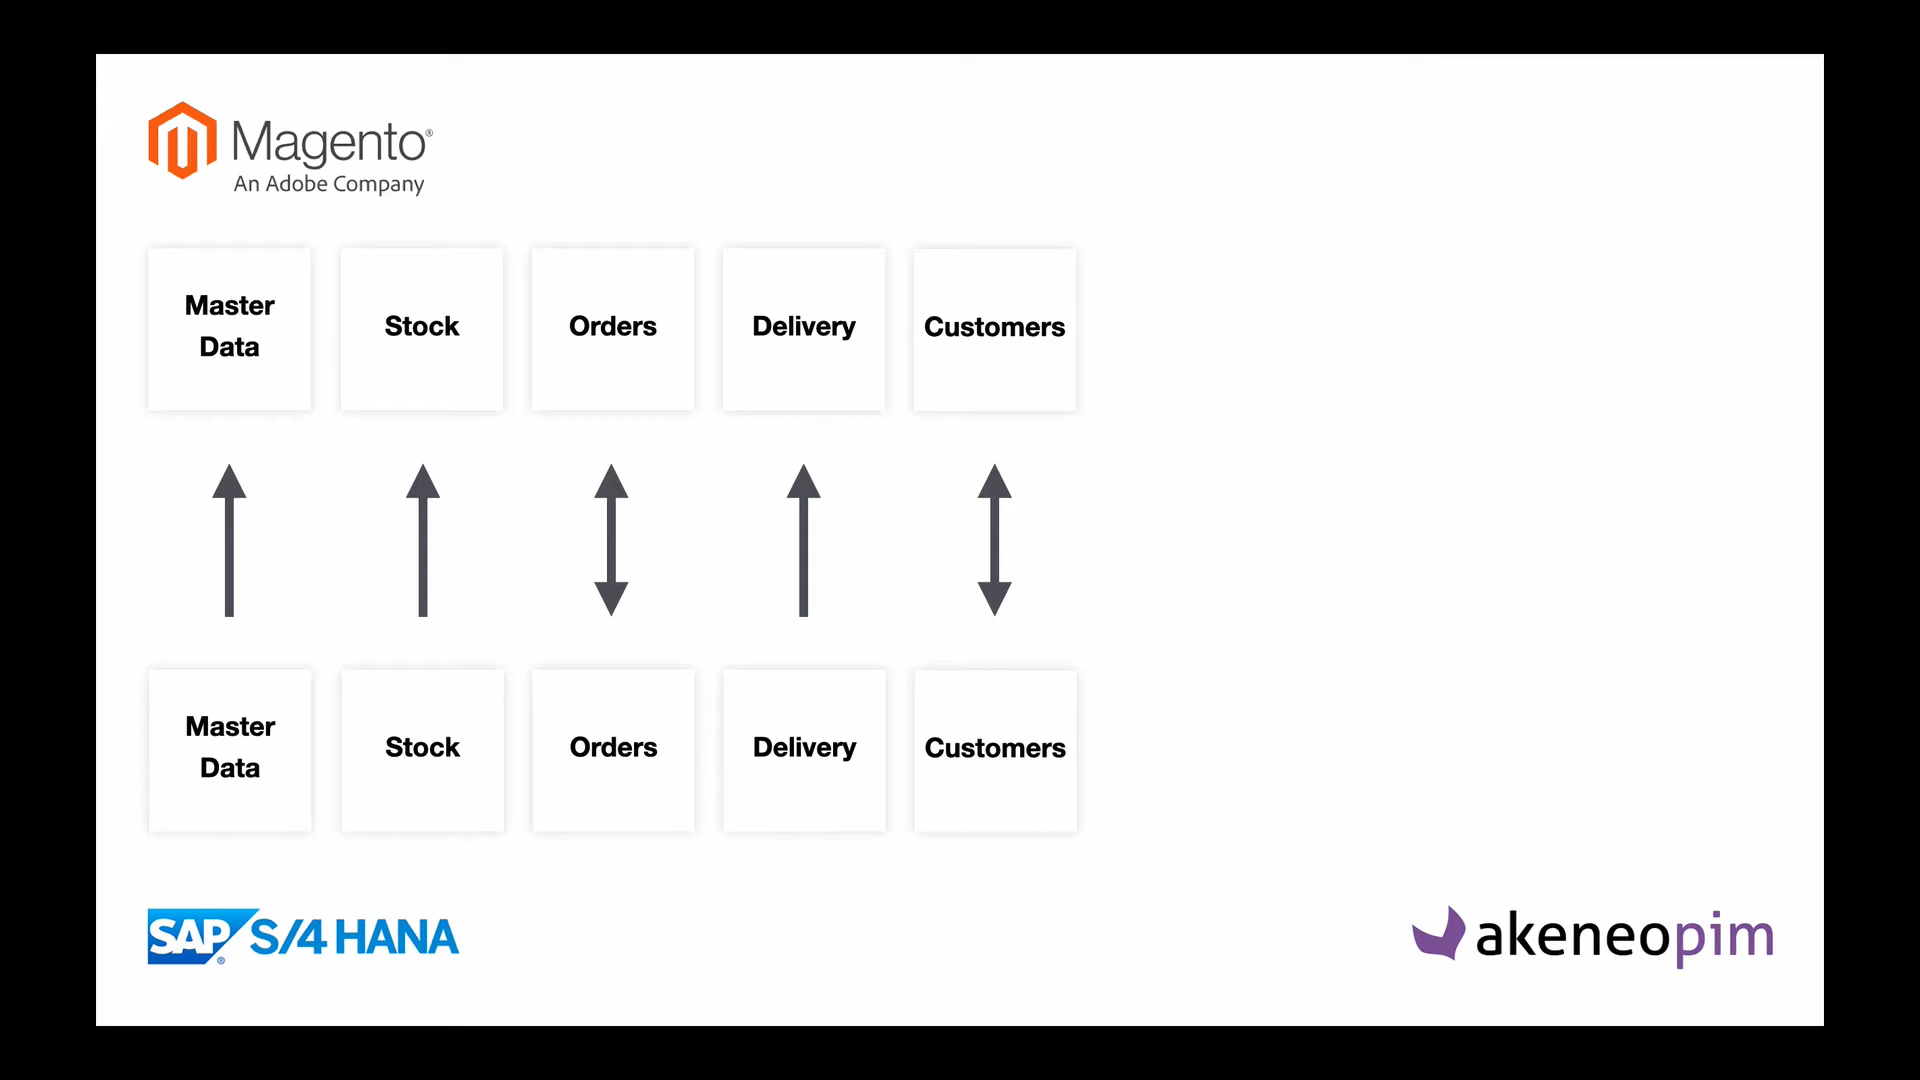 Magento®
An Adobe Company
Master
Data
Stock
Orders
Delivery
Customers
Master
Data
Stock
Orders
Delivery
Customers
SAP® S/4 HANA
akeneopim